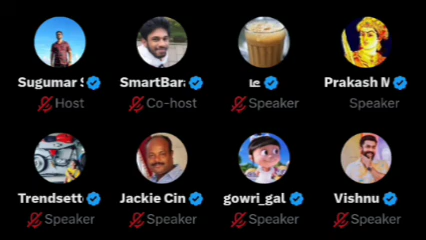 Sugumar S
Host
SmartBar
Co-host
Speaker
Prakash M
Speaker
Trendsett
Speaker
Jackie Cin
Speaker
gowri_gal
Speaker
Vishnu
Speaker